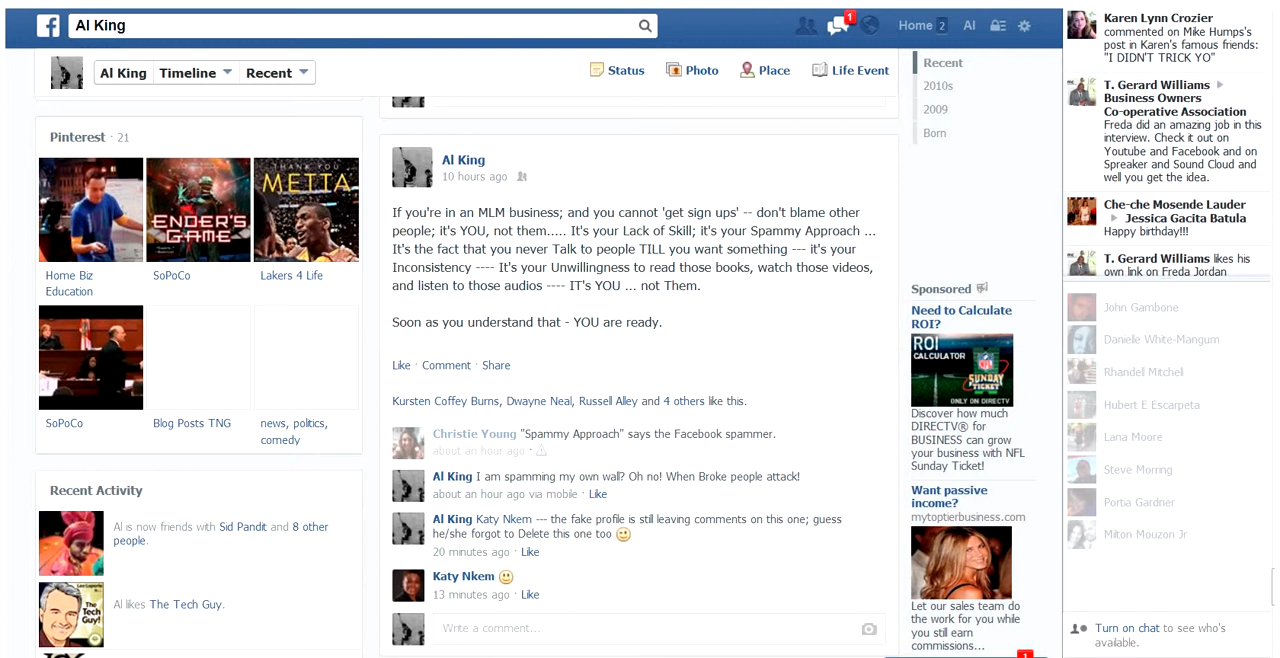 Al King
1
Home 2 Al
Al King Timeline Recent
Status Photo Place Life Event
Pinterest · 21
THANK YOU
METTA
ENDER'S
GAME
Home Biz
Education
SoPoCo
Lakers 4 Life
SoPoCo
Blog Posts TNG
news, politics,
comedy
Recent Activity
Al is now friends with Sid Pandit and 8 other
people.
Leo Laporte
The
Tech
Guy!
Al likes The Tech Guy.
Al King
10 hours ago
If you're in an MLM business; and you cannot 'get sign ups' -- don't blame other
people; it's YOU, not them..... It's your Lack of Skill; it's your Spammy Approach ...
It's the fact that you never Talk to people TILL you want something --- it's your
Inconsistency ---- It's your Unwillingness to read those books, watch those videos,
and listen to those audios ---- IT's YOU ... not Them.
Soon as you understand that - YOU are ready.
Like · Comment · Share
Kursten Coffey Burns, Dwayne Neal, Russell Alley and 4 others like this.
Christie Young "Spammy Approach" says the Facebook spammer.
about an hour ago ·
Al King I am spamming my own wall? Oh no! When Broke people attack!
about an hour ago via mobile · Like
Al King Katy Nkem --- the fake profile is still leaving comments on this one; guess
he/she forgot to Delete this one too
20 minutes ago · Like
Katy Nkem
13 minutes ago · Like
Write a comment...
Recent
2010s
2009
Born
Sponsored
Need to Calculate
ROI?
ROI
CALCULATOR
NFL
SUNDAY
TICKET
ONLY ON DIRECTV
Discover how much
DIRECTV® for
BUSINESS can grow
your business with NFL
Sunday Ticket!
Want passive
income?
mytoptierbusiness.com
Let our sales team do
the work for you while
you still earn
commissions...
1
Karen Lynn Crozier
commented on Mike Humps's
post in Karen's famous friends:
"I DIDN'T TRICK YO"
T. Gerard Williams
Business Owners
Co-operative Association
Freda did an amazing job in this
interview. Check it out on
Youtube and Facebook and on
Spreaker and Sound Cloud and
well you get the idea.
Che-che Mosende Lauder
Jessica Gacita Batula
Happy birthday!!!
T. Gerard Williams likes his
own link on Freda Jordan
John Gambone
Danielle White-Mangum
Rhandell Mitchell
Hubert E Escarpeta
Lana Moore
Steve Morring
Portia Gardner
Milton Mouzon Jr
Turn on chat to see who's
available.